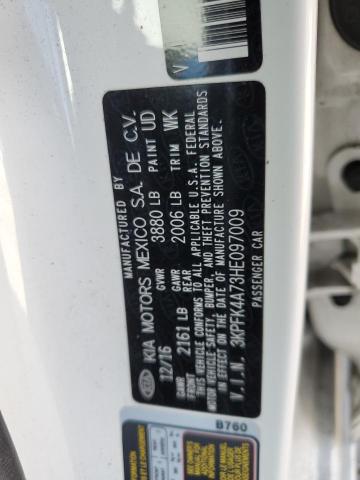 MANUFACTURED BY
KIA MOTORS MEXICO S.A. DE C.V.
12/16 GVWR 3880 LB PAINT UD
GAWR FRONT 2161 LB GAWR REAR 2006 LB TRIM WK
THIS VEHICLE CONFORMS TO ALL APPLICABLE U.S.A. FEDERAL
MOTOR VEHICLE SAFETY, BUMPER, AND THEFT PREVENTION STANDARDS
IN EFFECT ON THE DATE OF MANUFACTURE SHOWN ABOVE.
V.I.N. 3KPFK4A73HE097009
PASSENGER CAR
B760